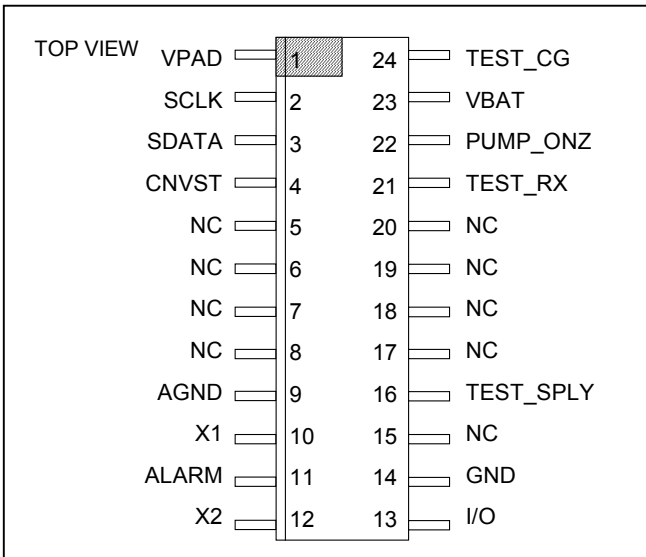 TOP VIEW
VPAD 1 24 TEST_CG
SCLK 2 23 VBAT
SDATA 3 22 PUMP_ONZ
CNVST 4 21 TEST_RX
NC 5 20 NC
NC 6 19 NC
NC 7 18 NC
NC 8 17 NC
AGND 9 16 TEST_SPLY
X1 10 15 NC
ALARM 11 14 GND
X2 12 13 I/O